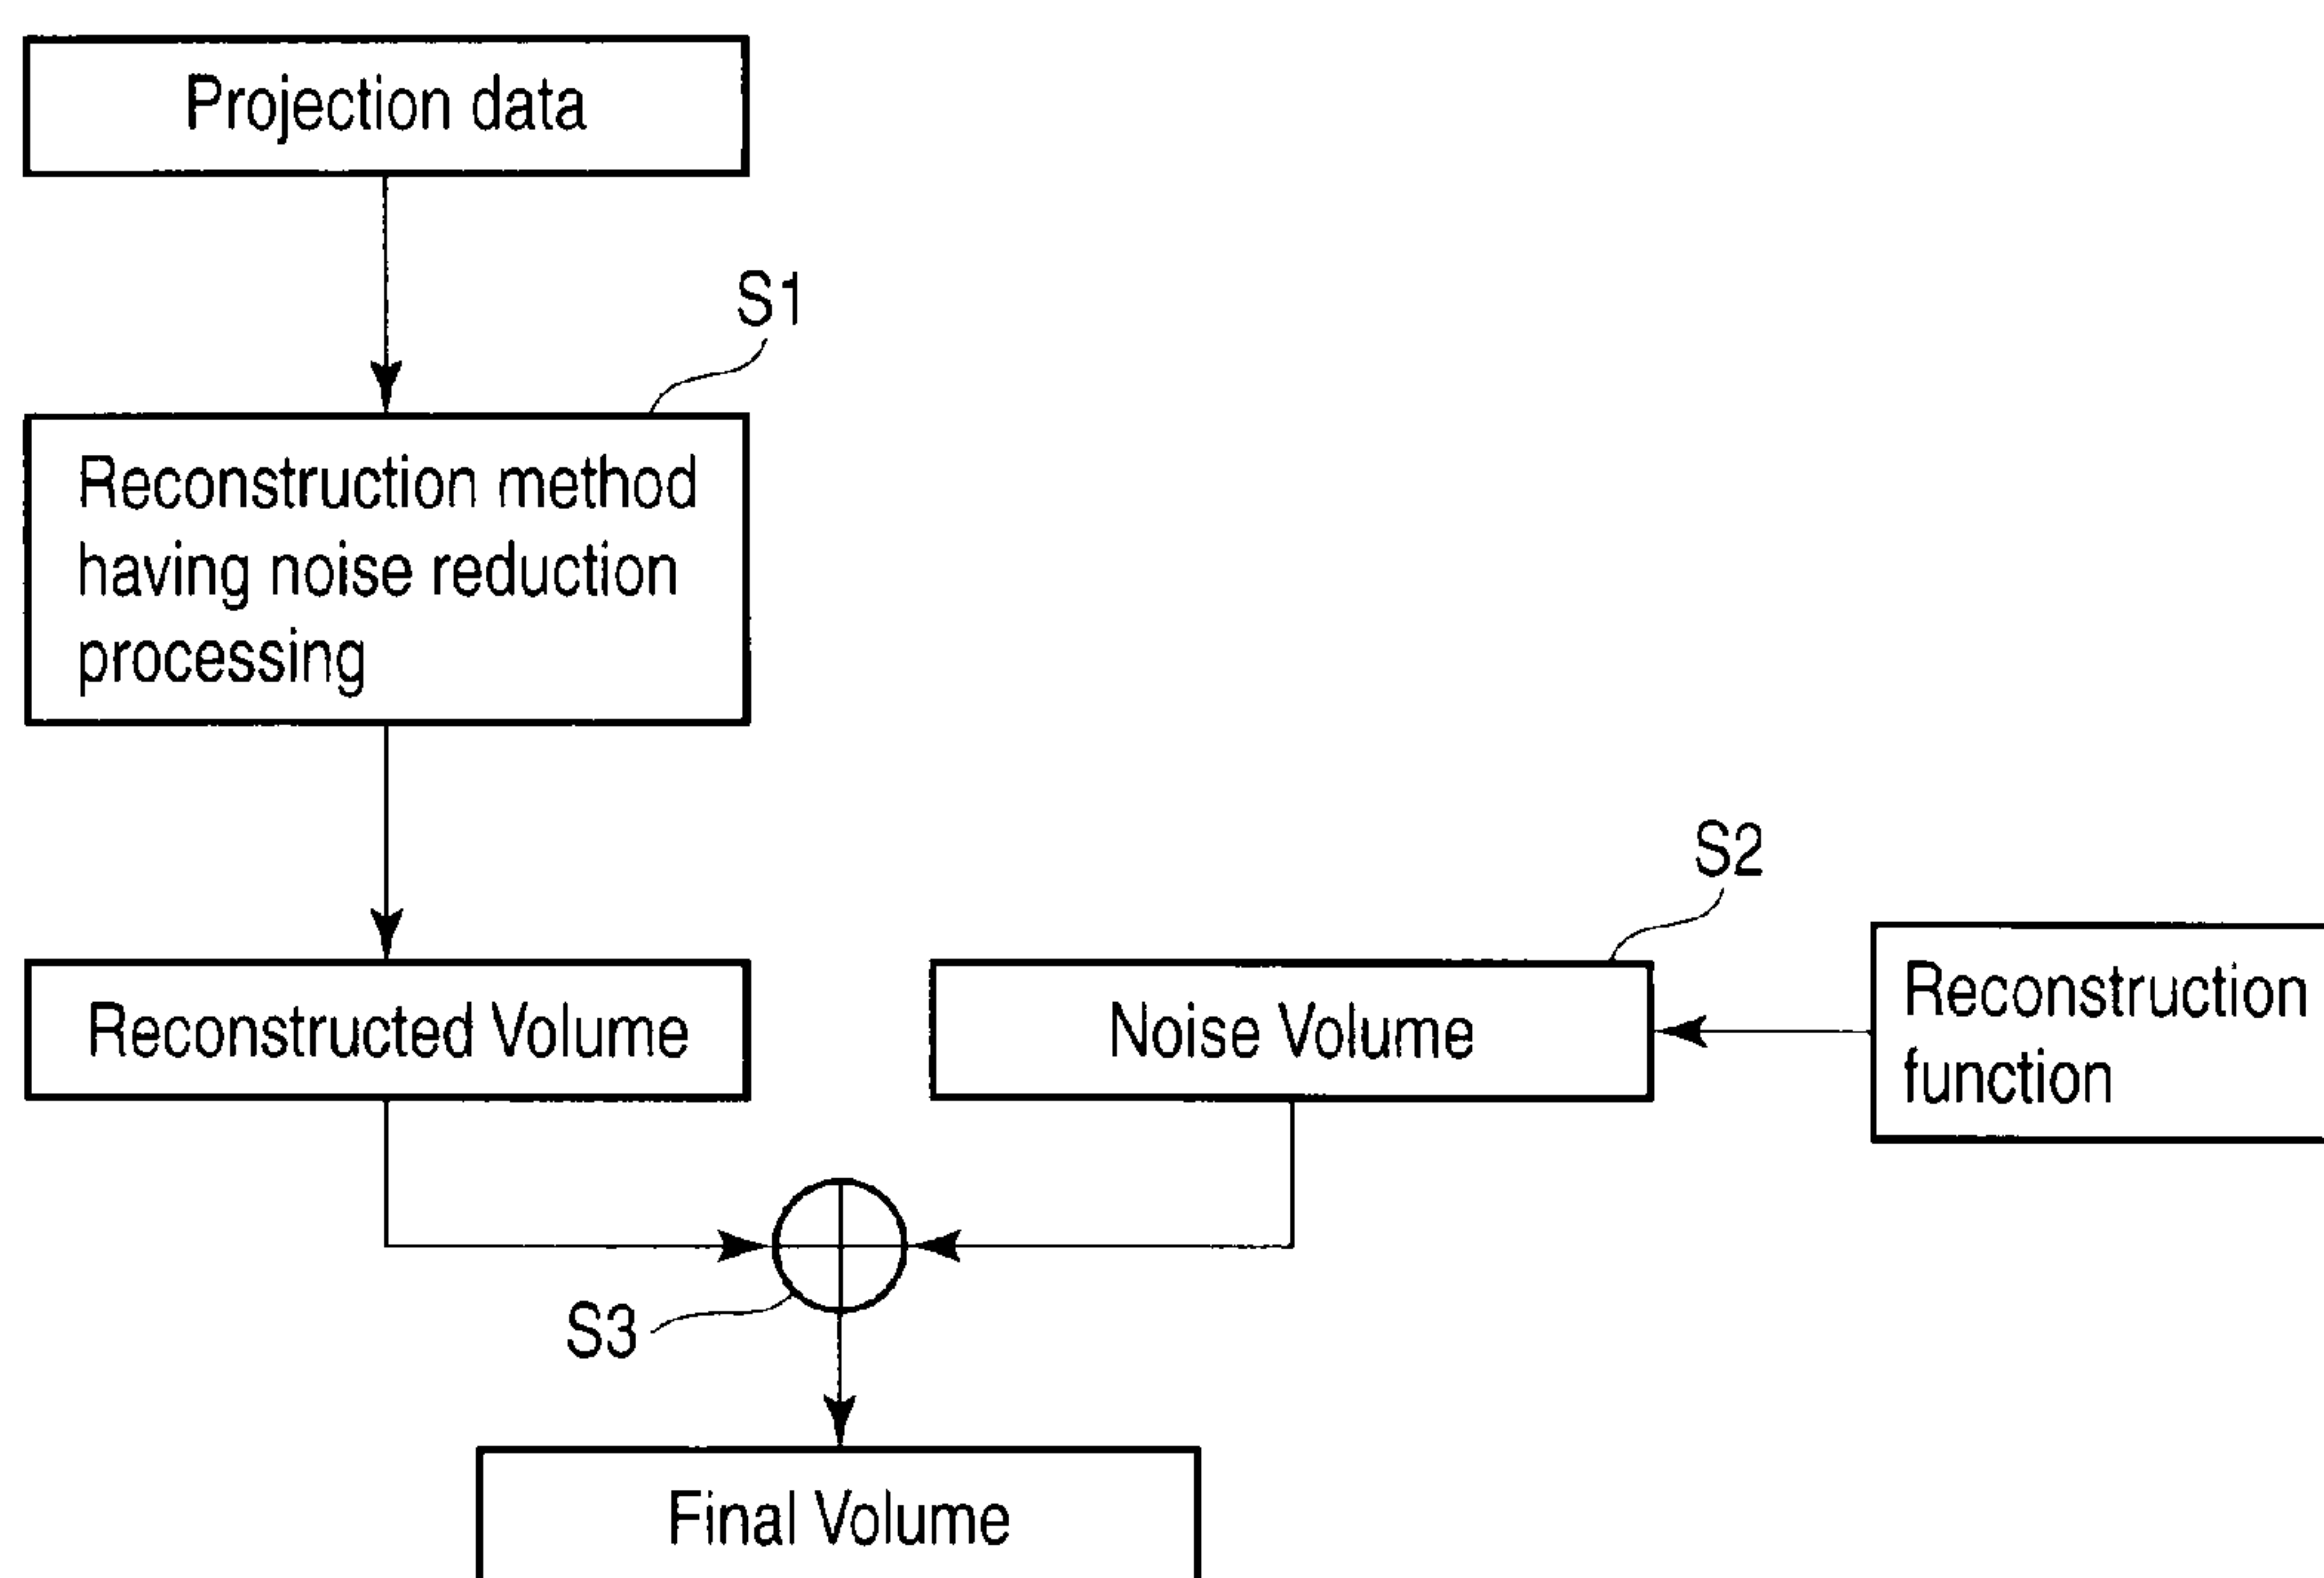 Projection data
S1
Reconstruction method
having noise reduction
processing
S2
Reconstructed Volume
Noise Volume
Reconstruction
function
S3
Final Volume